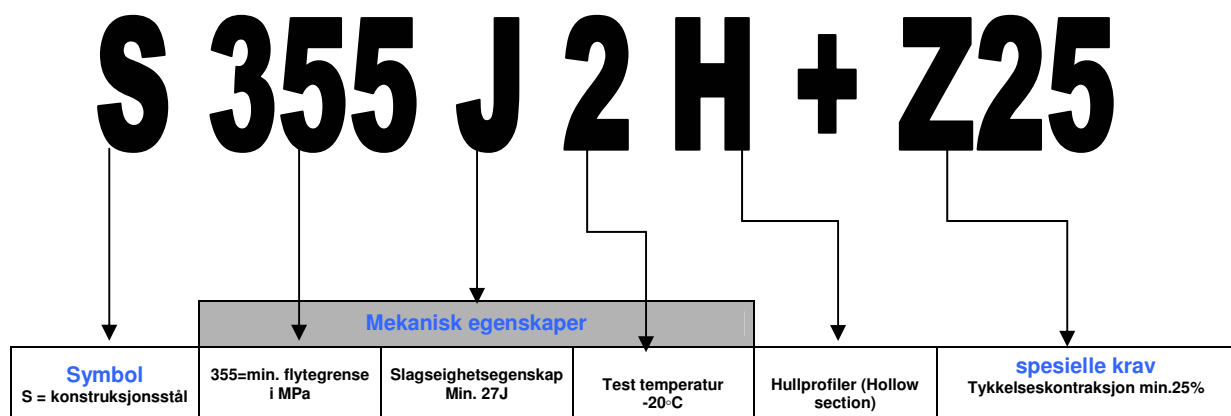 S 355 J 2 H + Z25
Mekanisk egenskaper
Symbol
S = konstruksjonsstål
355=min. flytegrense
i MPa
Slagseighetsegenskap
Min. 27J
Test temperatur
-20◦C
Hullprofiler (Hollow
section)
spesielle krav
Tykkelseskontraksjon min.25%